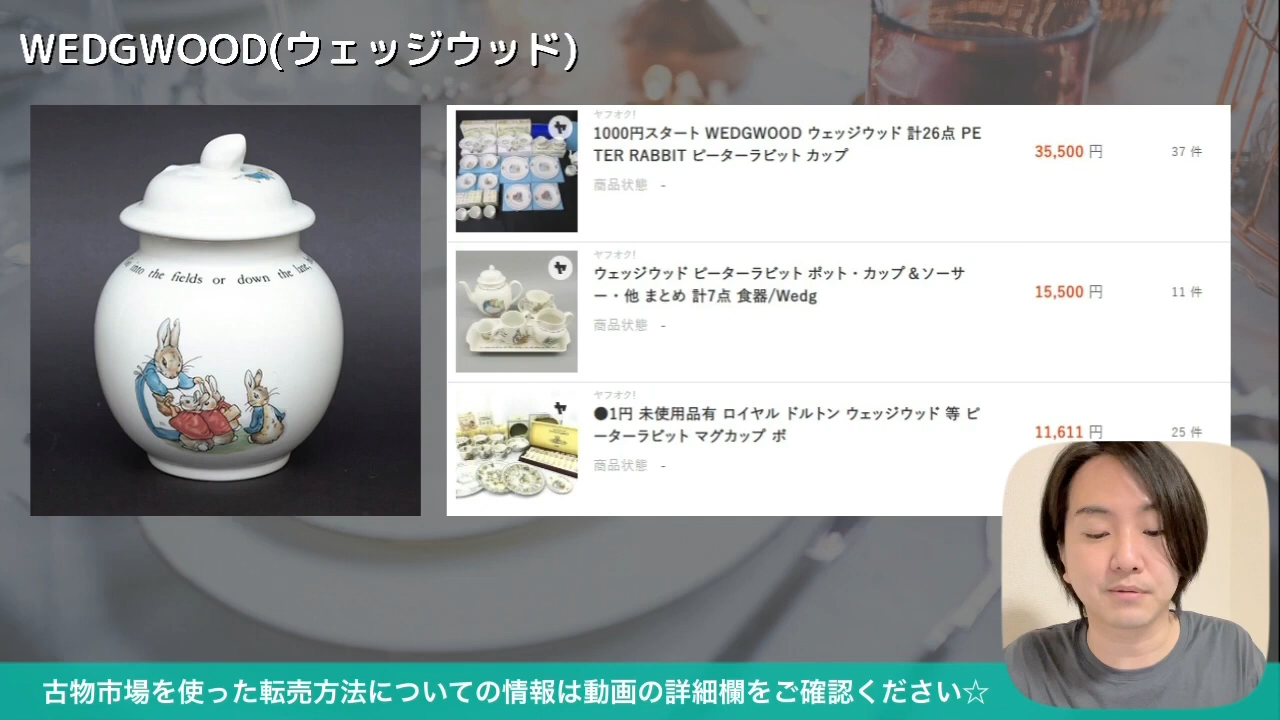 WEDGWOOD(ウェッジウッド)
into the fields or down the lane,
ヤフオク!
1000円スタート WEDGWOOD ウェッジウッド 計26点 PE
TER RABBIT ピーターラビット カップ
35,500 円
37 件
商品状態 -
ヤフオク!
ウェッジウッド ピーターラビット ポット・カップ&ソーサ
ー・他 まとめ 計7点 食器/Wedg
15,500 円
11 件
商品状態 -
ヤフオク!
●1円 未使用品有 ロイヤル ドルトン ウェッジウッド 等 ピ
ーターラビット マグカップ ポ
11,611 円
25 件
商品状態 -
古物市場を使った転売方法についての情報は動画の詳細欄をご確認ください☆